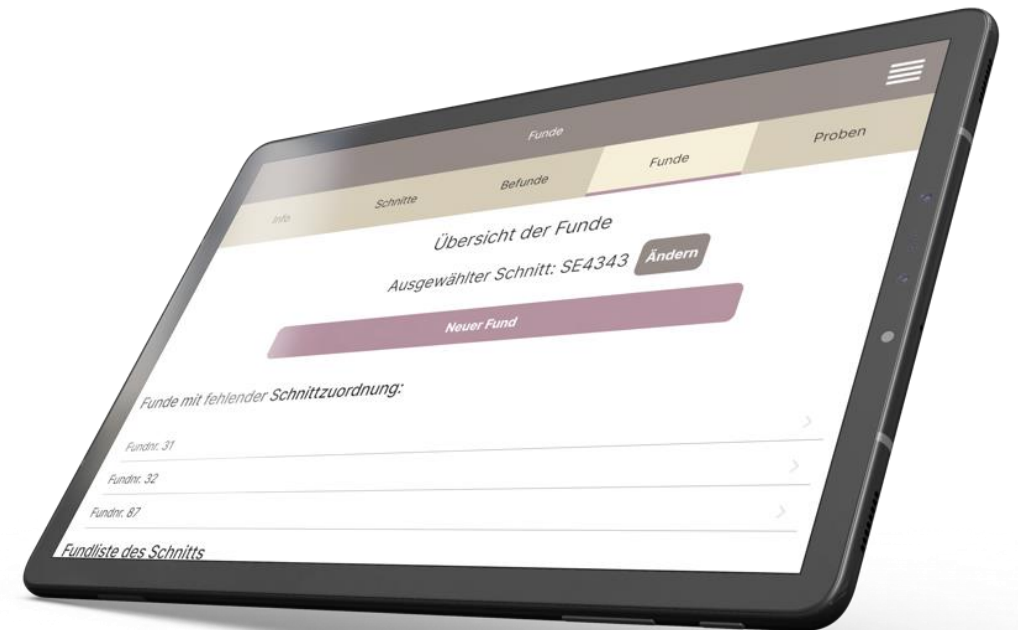 Funde
Info Schnitte Befunde Funde Proben
Übersicht der Funde
Ausgewählter Schnitt: SE4343 Ändern
Neuer Fund
Funde mit fehlender Schnittzuordnung:
Fundnr. 31
Fundnr. 32
Fundnr. 87
Fundliste des Schnitts